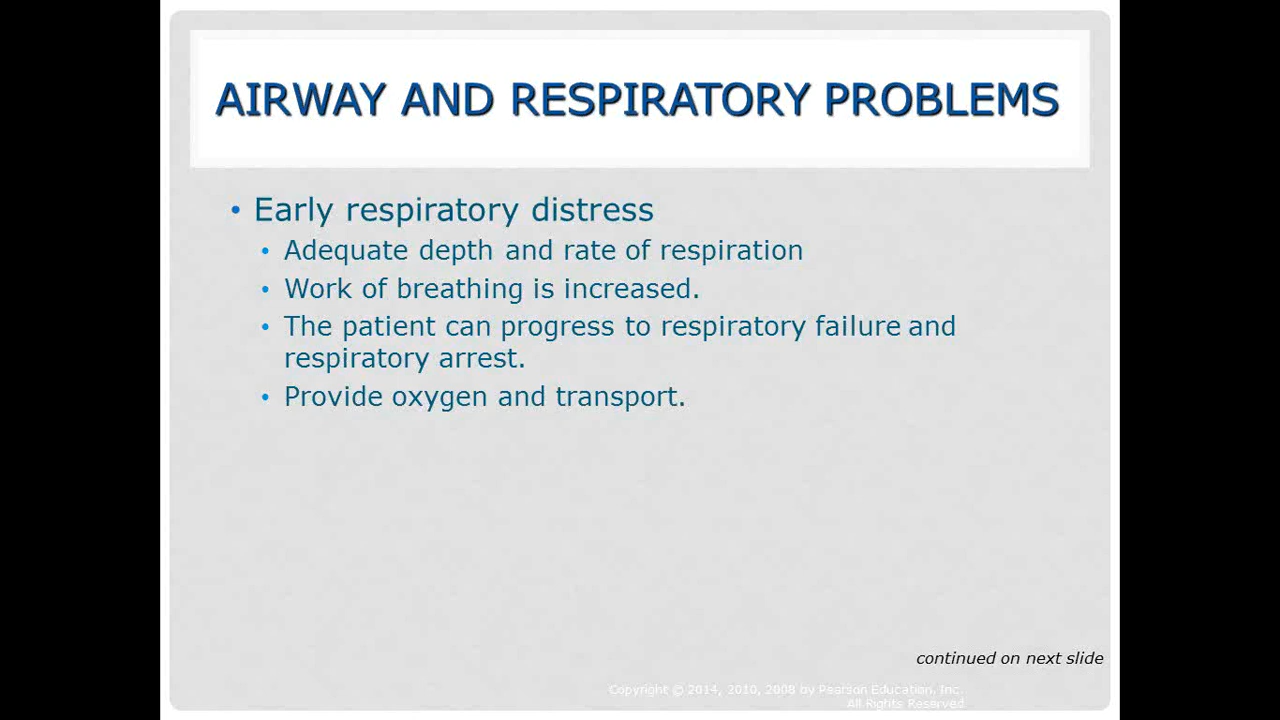 AIRWAY AND RESPIRATORY PROBLEMS
• Early respiratory distress
• Adequate depth and rate of respiration
• Work of breathing is increased.
• The patient can progress to respiratory failure and
respiratory arrest.
• Provide oxygen and transport.
continued on next slide
Copyright © 2014, 2010, 2008 by Pearson Education, Inc.
All Rights Reserved